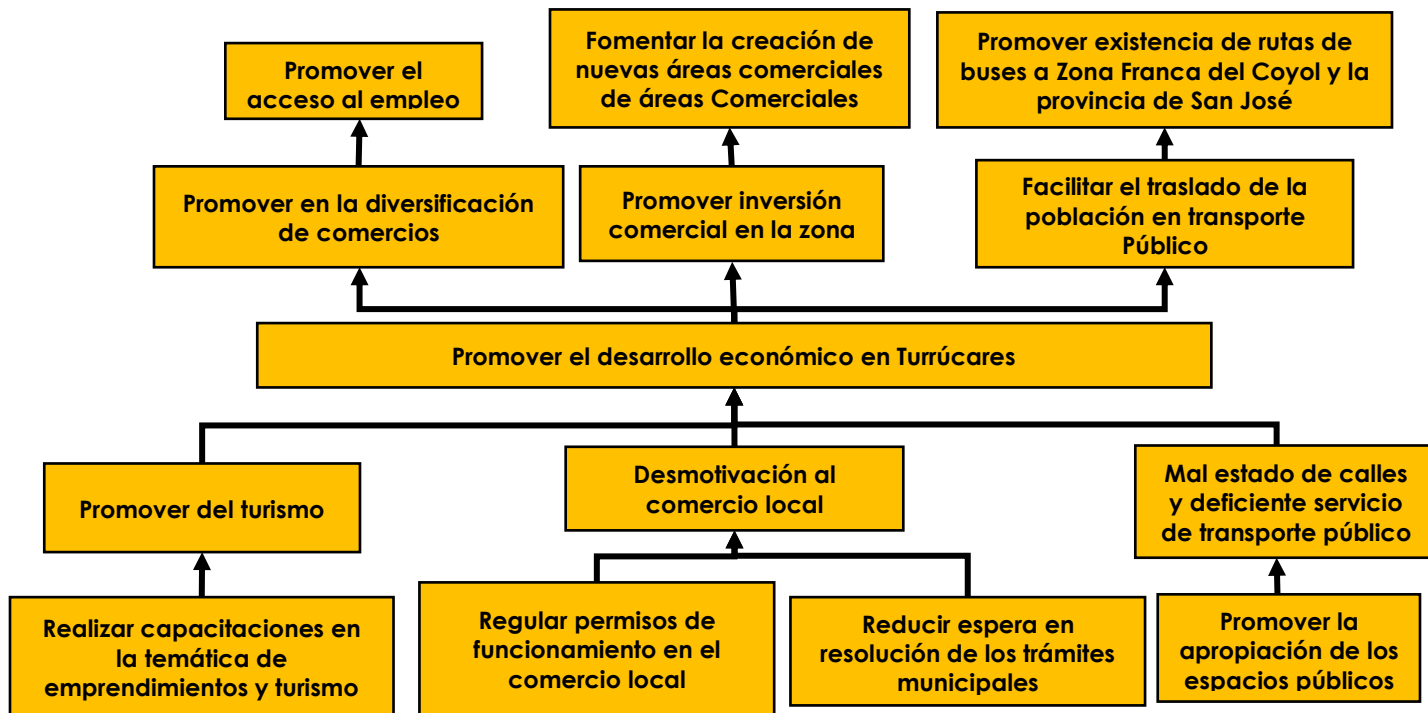 Promover el
acceso al empleo
Fomentar la creación de
nuevas áreas comerciales
de áreas Comerciales
Promover existencia de rutas de
buses a Zona Franca del Coyol y la
provincia de San José
Promover en la diversificación
de comercios
Promover inversión
comercial en la zona
Facilitar el traslado de la
población en transporte
Público
Promover el desarrollo económico en Turrúcares
Promover del turismo
Desmotivación al
comercio local
Mal estado de calles
y deficiente servicio
de transporte público
Realizar capacitaciones en
la temática de
emprendimientos y turismo
Regular permisos de
funcionamiento en el
comercio local
Reducir espera en
resolución de los trámites
municipales
Promover la
apropiación de los
espacios públicos